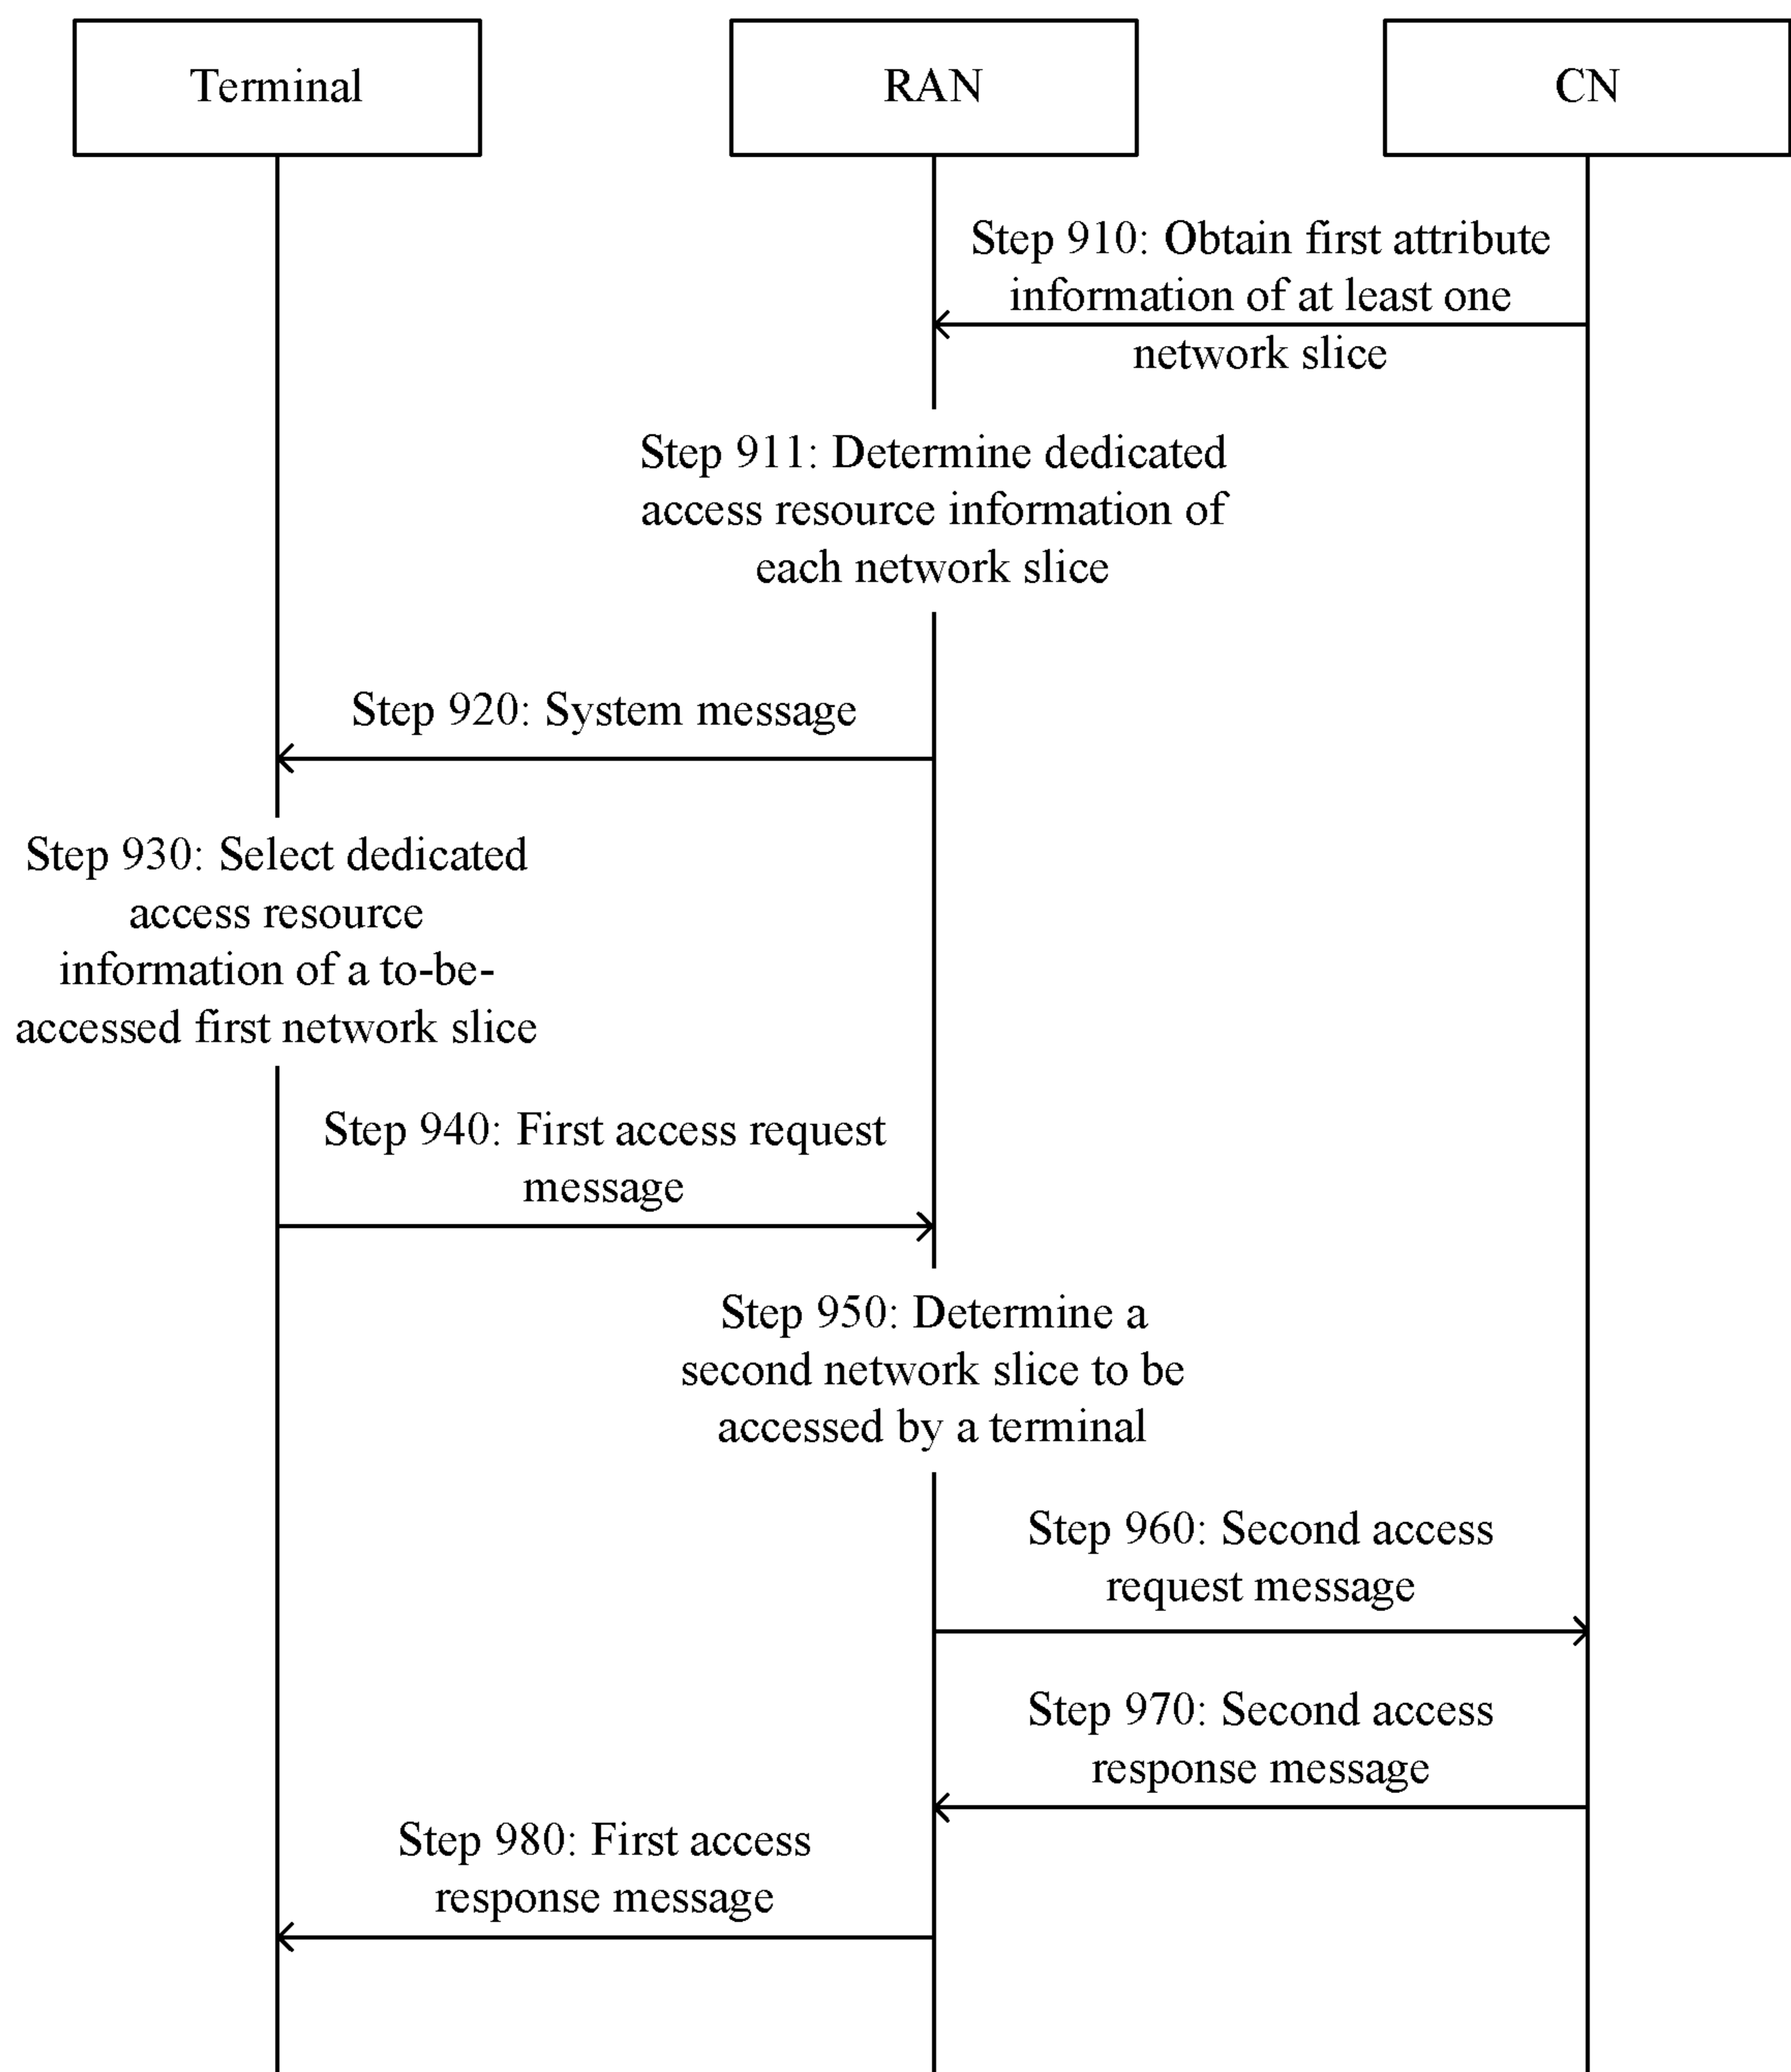 Terminal
RAN
CN
Step 910: Obtain first attribute
information of at least one
network slice
Step 911: Determine dedicated
access resource information of
each network slice
Step 920: System message
Step 930: Select dedicated
access resource
information of a to-be-
accessed first network slice
Step 940: First access request
message
Step 950: Determine a
second network slice to be
accessed by a terminal
Step 960: Second access
request message
Step 970: Second access
response message
Step 980: First access
response message